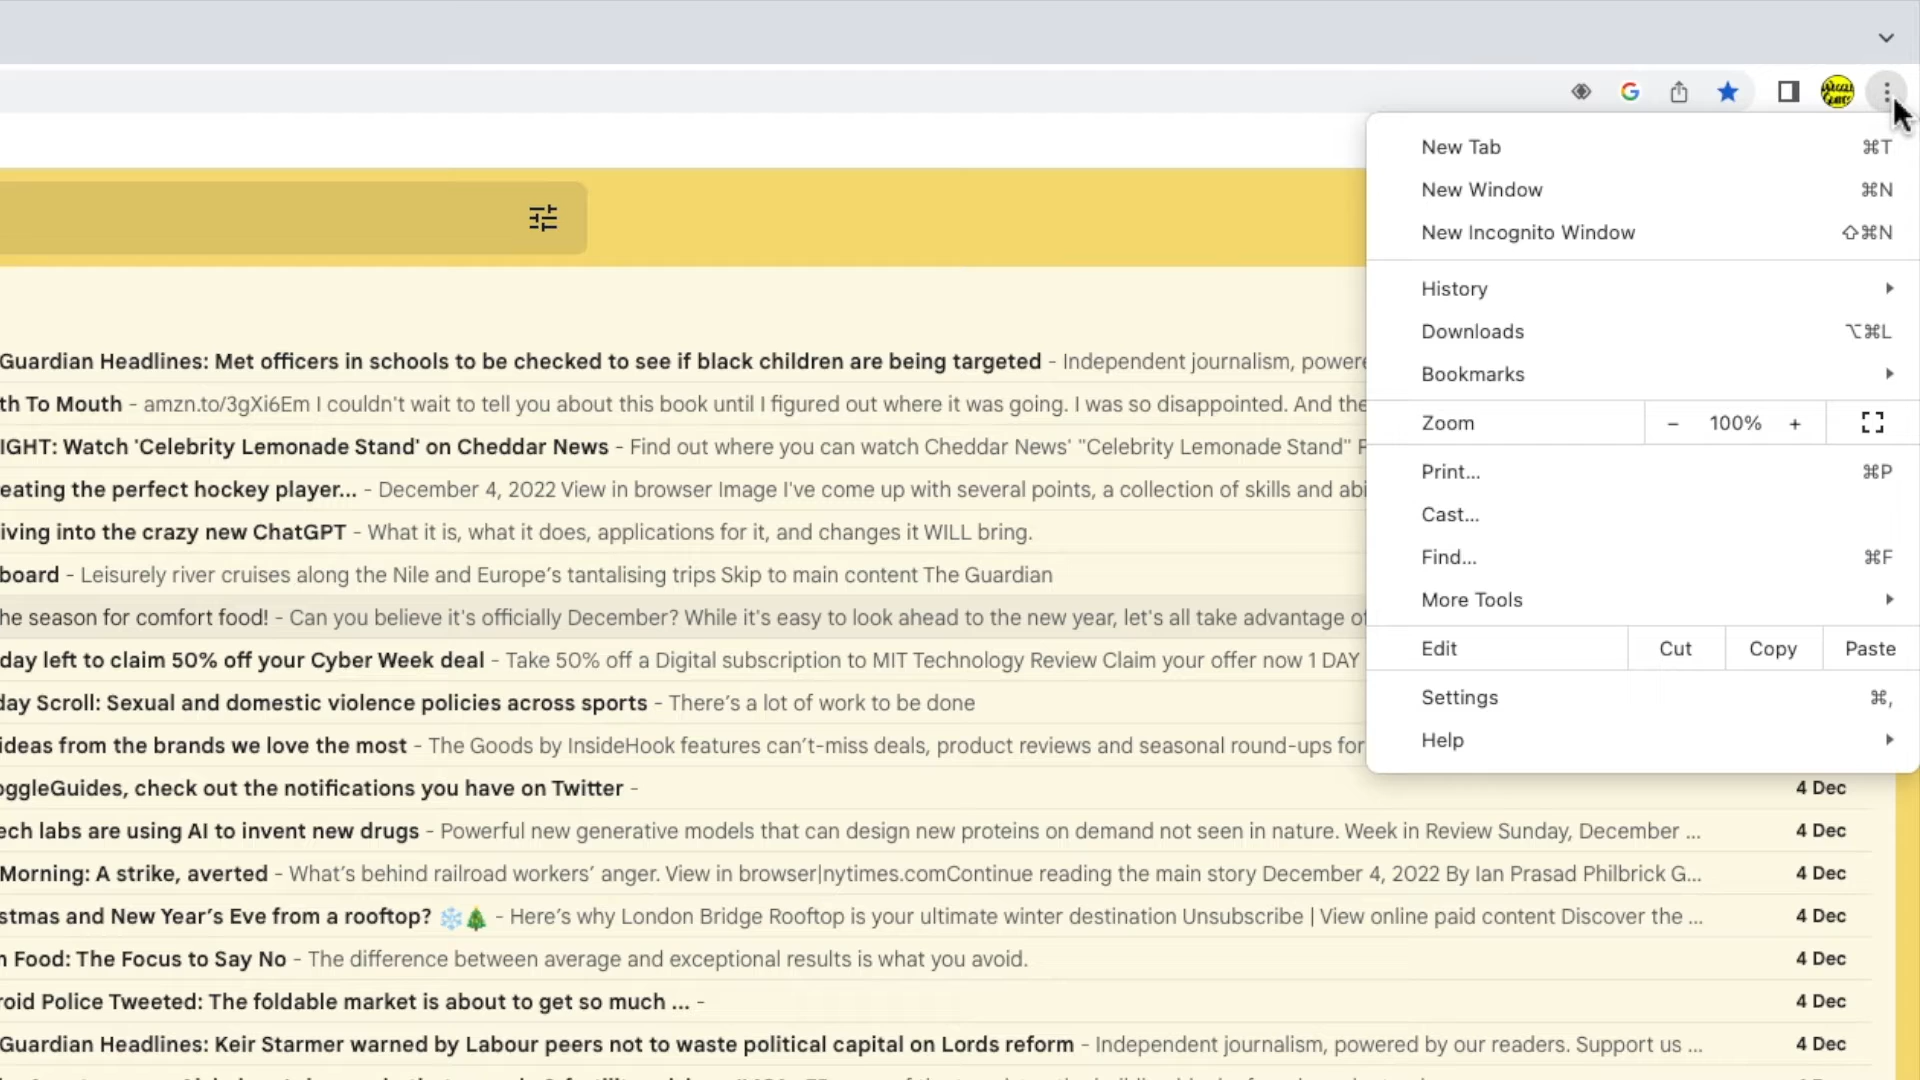 New Tab ⌘T
New Window ⌘N
New Incognito Window ⇧⌘N
History
Downloads ⌥⌘L
Bookmarks
Zoom - 100% +
Print... ⌘P
Cast...
Find... ⌘F
More Tools
Edit Cut Copy Paste
Settings ⌘,
Help
Guardian Headlines: Met officers in schools to be checked to see if black children are being targeted - Independent journalism, powere
th To Mouth - amzn.to/3gXi6Em I couldn't wait to tell you about this book until I figured out where it was going. I was so disappointed. And the
IGHT: Watch 'Celebrity Lemonade Stand' on Cheddar News - Find out where you can watch Cheddar News' "Celebrity Lemonade Stand" F
eating the perfect hockey player... - December 4, 2022 View in browser Image I've come up with several points, a collection of skills and abi
iving into the crazy new ChatGPT - What it is, what it does, applications for it, and changes it WILL bring.
board - Leisurely river cruises along the Nile and Europe's tantalising trips Skip to main content The Guardian
he season for comfort food! - Can you believe it's officially December? While it's easy to look ahead to the new year, let's all take advantage of
day left to claim 50% off your Cyber Week deal - Take 50% off a Digital subscription to MIT Technology Review Claim your offer now 1 DAY
day Scroll: Sexual and domestic violence policies across sports - There's a lot of work to be done
ideas from the brands we love the most - The Goods by InsideHook features can't-miss deals, product reviews and seasonal round-ups for
oggleGuides, check out the notifications you have on Twitter - 4 Dec
ech labs are using AI to invent new drugs - Powerful new generative models that can design new proteins on demand not seen in nature. Week in Review Sunday, December ... 4 Dec
Morning: A strike, averted - What's behind railroad workers' anger. View in browser|nytimes.comContinue reading the main story December 4, 2022 By Ian Prasad Philbrick G... 4 Dec
stmas and New Year's Eve from a rooftop? ❄️🎄 - Here's why London Bridge Rooftop is your ultimate winter destination Unsubscribe | View online paid content Discover the ... 4 Dec
n Food: The Focus to Say No - The difference between average and exceptional results is what you avoid. 4 Dec
roid Police Tweeted: The foldable market is about to get so much ... - 4 Dec
Guardian Headlines: Keir Starmer warned by Labour peers not to waste political capital on Lords reform - Independent journalism, powered by our readers. Support us ... 4 Dec